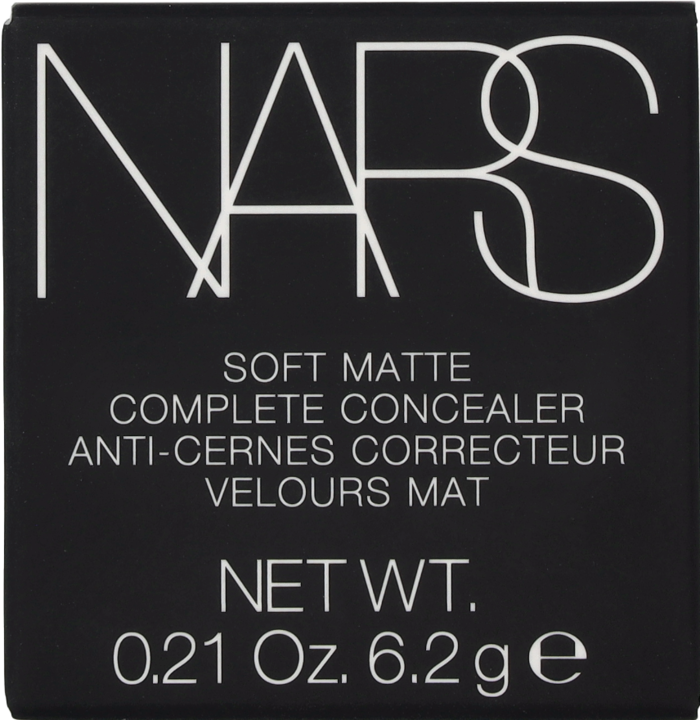 NARS
SOFT MATTE
COMPLETE CONCEALER
ANTI-CERNES CORRECTEUR
VELOURS MAT
NET WT.
0.21 Oz. 6.2 g ℮